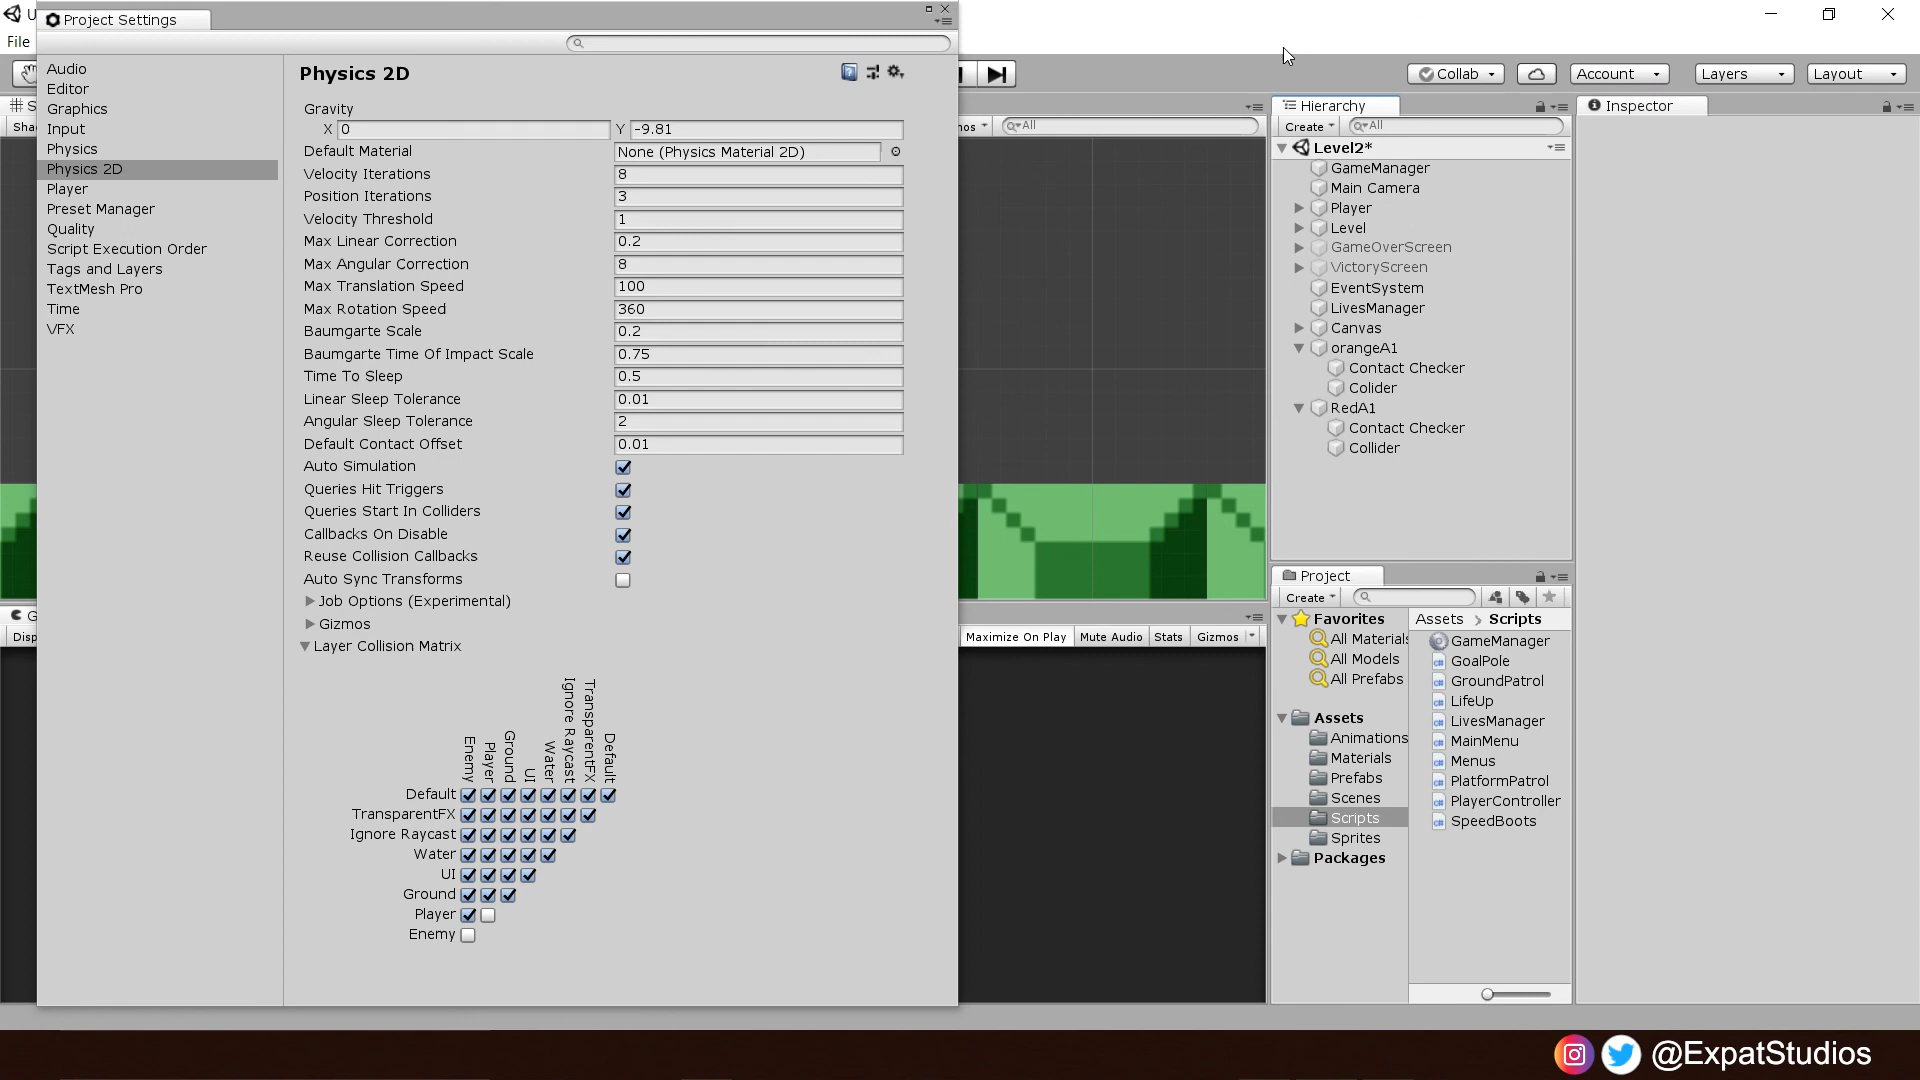 Project Settings
U
File
Audio
Editor
Graphics
Input
Physics
Physics 2D
Player
Preset Manager
Quality
Script Execution Order
Tags and Layers
TextMesh Pro
Time
VFX
Physics 2D
Gravity
X 0 Y -9.81
Default Material None (Physics Material 2D)
Velocity Iterations 8
Position Iterations 3
Velocity Threshold 1
Max Linear Correction 0.2
Max Angular Correction 8
Max Translation Speed 100
Max Rotation Speed 360
Baumgarte Scale 0.2
Baumgarte Time Of Impact Scale 0.75
Time To Sleep 0.5
Linear Sleep Tolerance 0.01
Angular Sleep Tolerance 2
Default Contact Offset 0.01
Auto Simulation
Queries Hit Triggers
Queries Start In Colliders
Callbacks On Disable
Reuse Collision Callbacks
Auto Sync Transforms
Job Options (Experimental)
Gizmos
Layer Collision Matrix
Enemy
Player
Ground
UI
Water
Ignore Raycast
TransparentFX
Default
Default
TransparentFX
Ignore Raycast
Water
UI
Ground
Player
Enemy
S
Sha
G
Disp
nos
All
Maximize On Play Mute Audio Stats Gizmos
Collab
Account
Layers
Layout
Hierarchy
Create All
Level2*
GameManager
Main Camera
Player
Level
GameOverScreen
VictoryScreen
EventSystem
LivesManager
Canvas
orangeA1
Contact Checker
Colider
RedA1
Contact Checker
Collider
Inspector
Project
Create
Favorites
All Materials
All Models
All Prefabs
Assets
Animations
Materials
Prefabs
Scenes
Scripts
Sprites
Packages
Assets > Scripts
GameManager
GoalPole
GroundPatrol
LifeUp
LivesManager
MainMenu
Menus
PlatformPatrol
PlayerController
SpeedBoots
@ExpatStudios